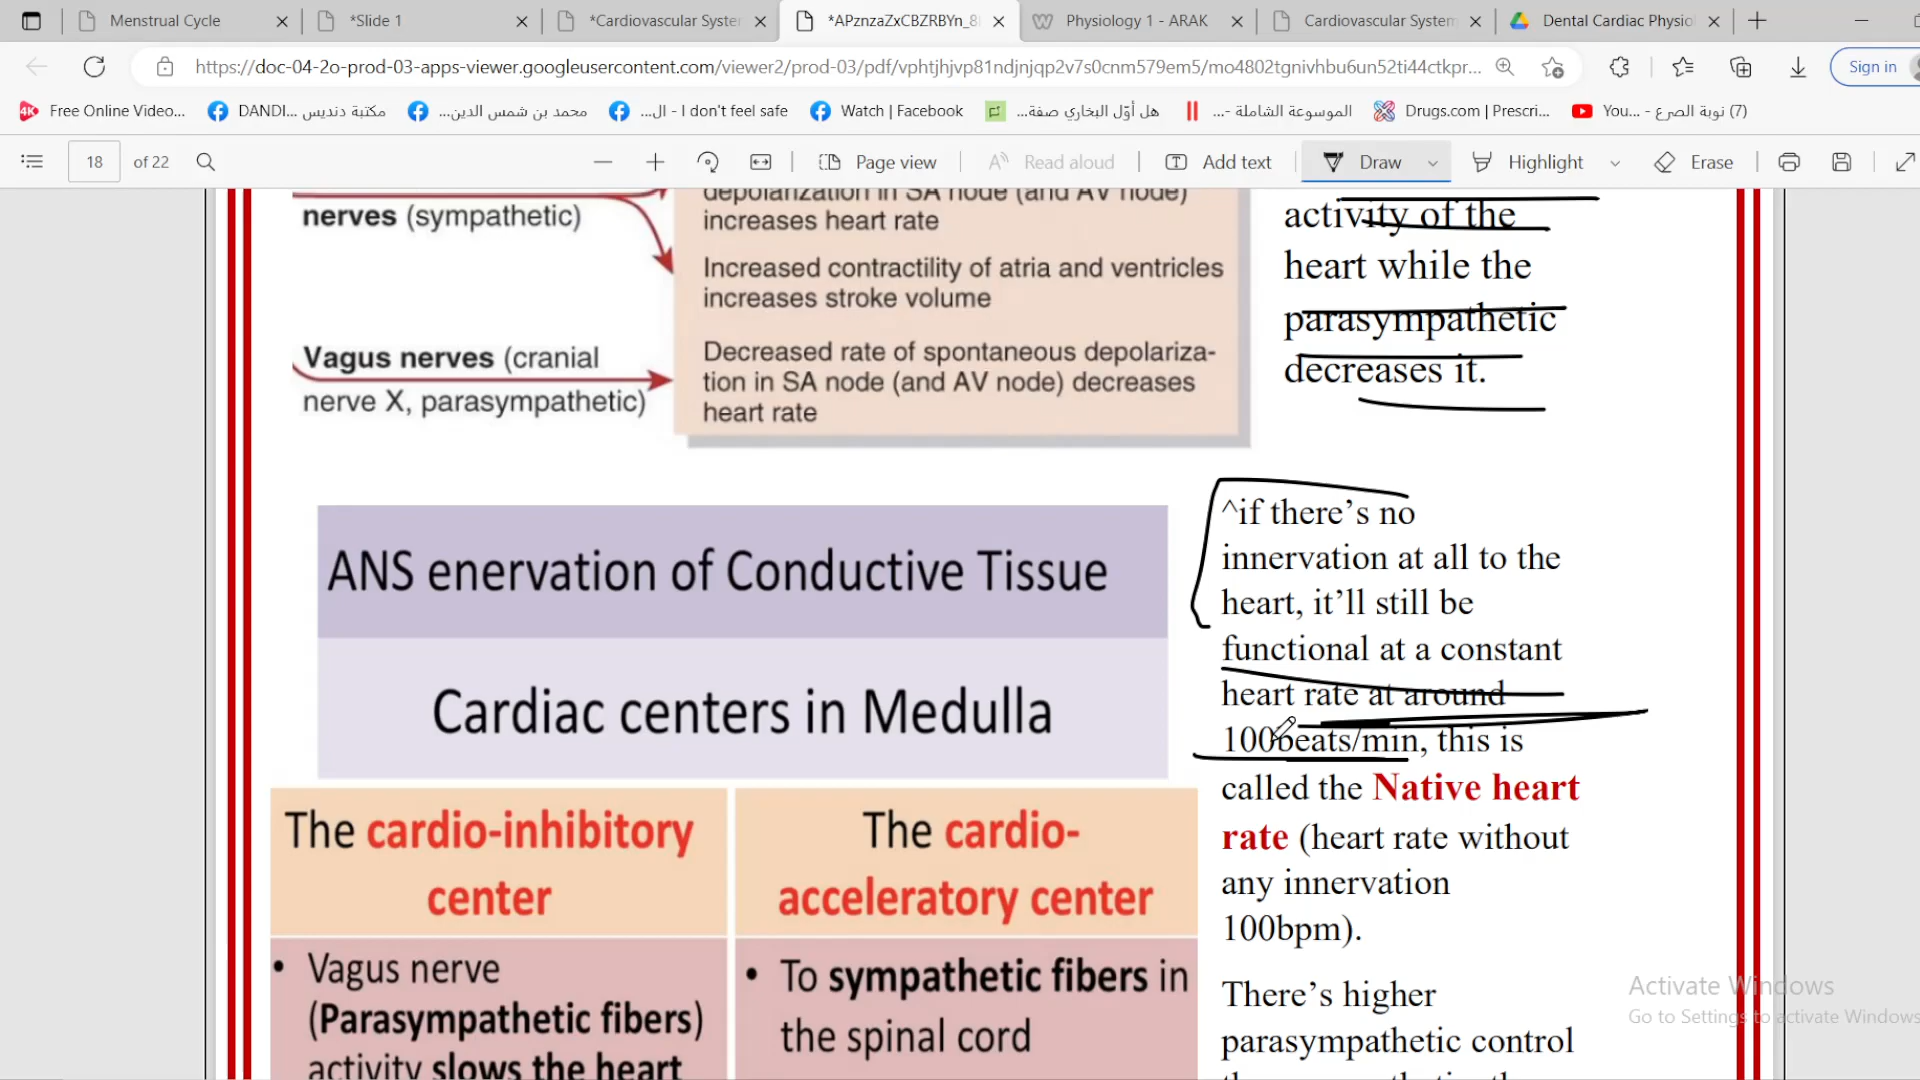 Menstrual Cycle
*Slide 1
*Cardiovascular Syste
*APznzaZxCBZRBYn_8
Physiology 1 - ARAK
Cardiovascular System
Dental Cardiac Physio
https://doc-04-2o-prod-03-apps-viewer.googleusercontent.com/viewer2/prod-03/pdf/vphtjhjvp81ndjnjqp2v7s0cnm579em5/mo4802tgnivhbu6un52ti44ctkpr...
Sign in
4K Free Online Video...
DANDI... مكتبة دنديس
محمد بن شمس الدين...
ال... - I don't feel safe
Watch | Facebook
هل أوّل البخاري صفة...
الموسوعة الشاملة -...
Drugs.com | Prescri...
(7) نوبة الصرع - You...
18 of 22
Page view
Read aloud
Add text
Draw
Highlight
Erase
nerves (sympathetic)
depolarization in SA node (and AV node)
increases heart rate
Increased contractility of atria and ventricles
increases stroke volume
Vagus nerves (cranial
nerve X, parasympathetic)
Decreased rate of spontaneous depolariza-
tion in SA node (and AV node) decreases
heart rate
activity of the
heart while the
parasympathetic
decreases it.
ANS enervation of Conductive Tissue
Cardiac centers in Medulla
The cardio-inhibitory
center
• Vagus nerve
(Parasympathetic fibers)
activity slows the heart
The cardio-
acceleratory center
• To sympathetic fibers in
the spinal cord
^if there’s no
innervation at all to the
heart, it’ll still be
functional at a constant
heart rate at around
100beats/min, this is
called the Native heart
rate (heart rate without
any innervation
100bpm).
There’s higher
parasympathetic control
Activate Windows
Go to Settings to activate Windows